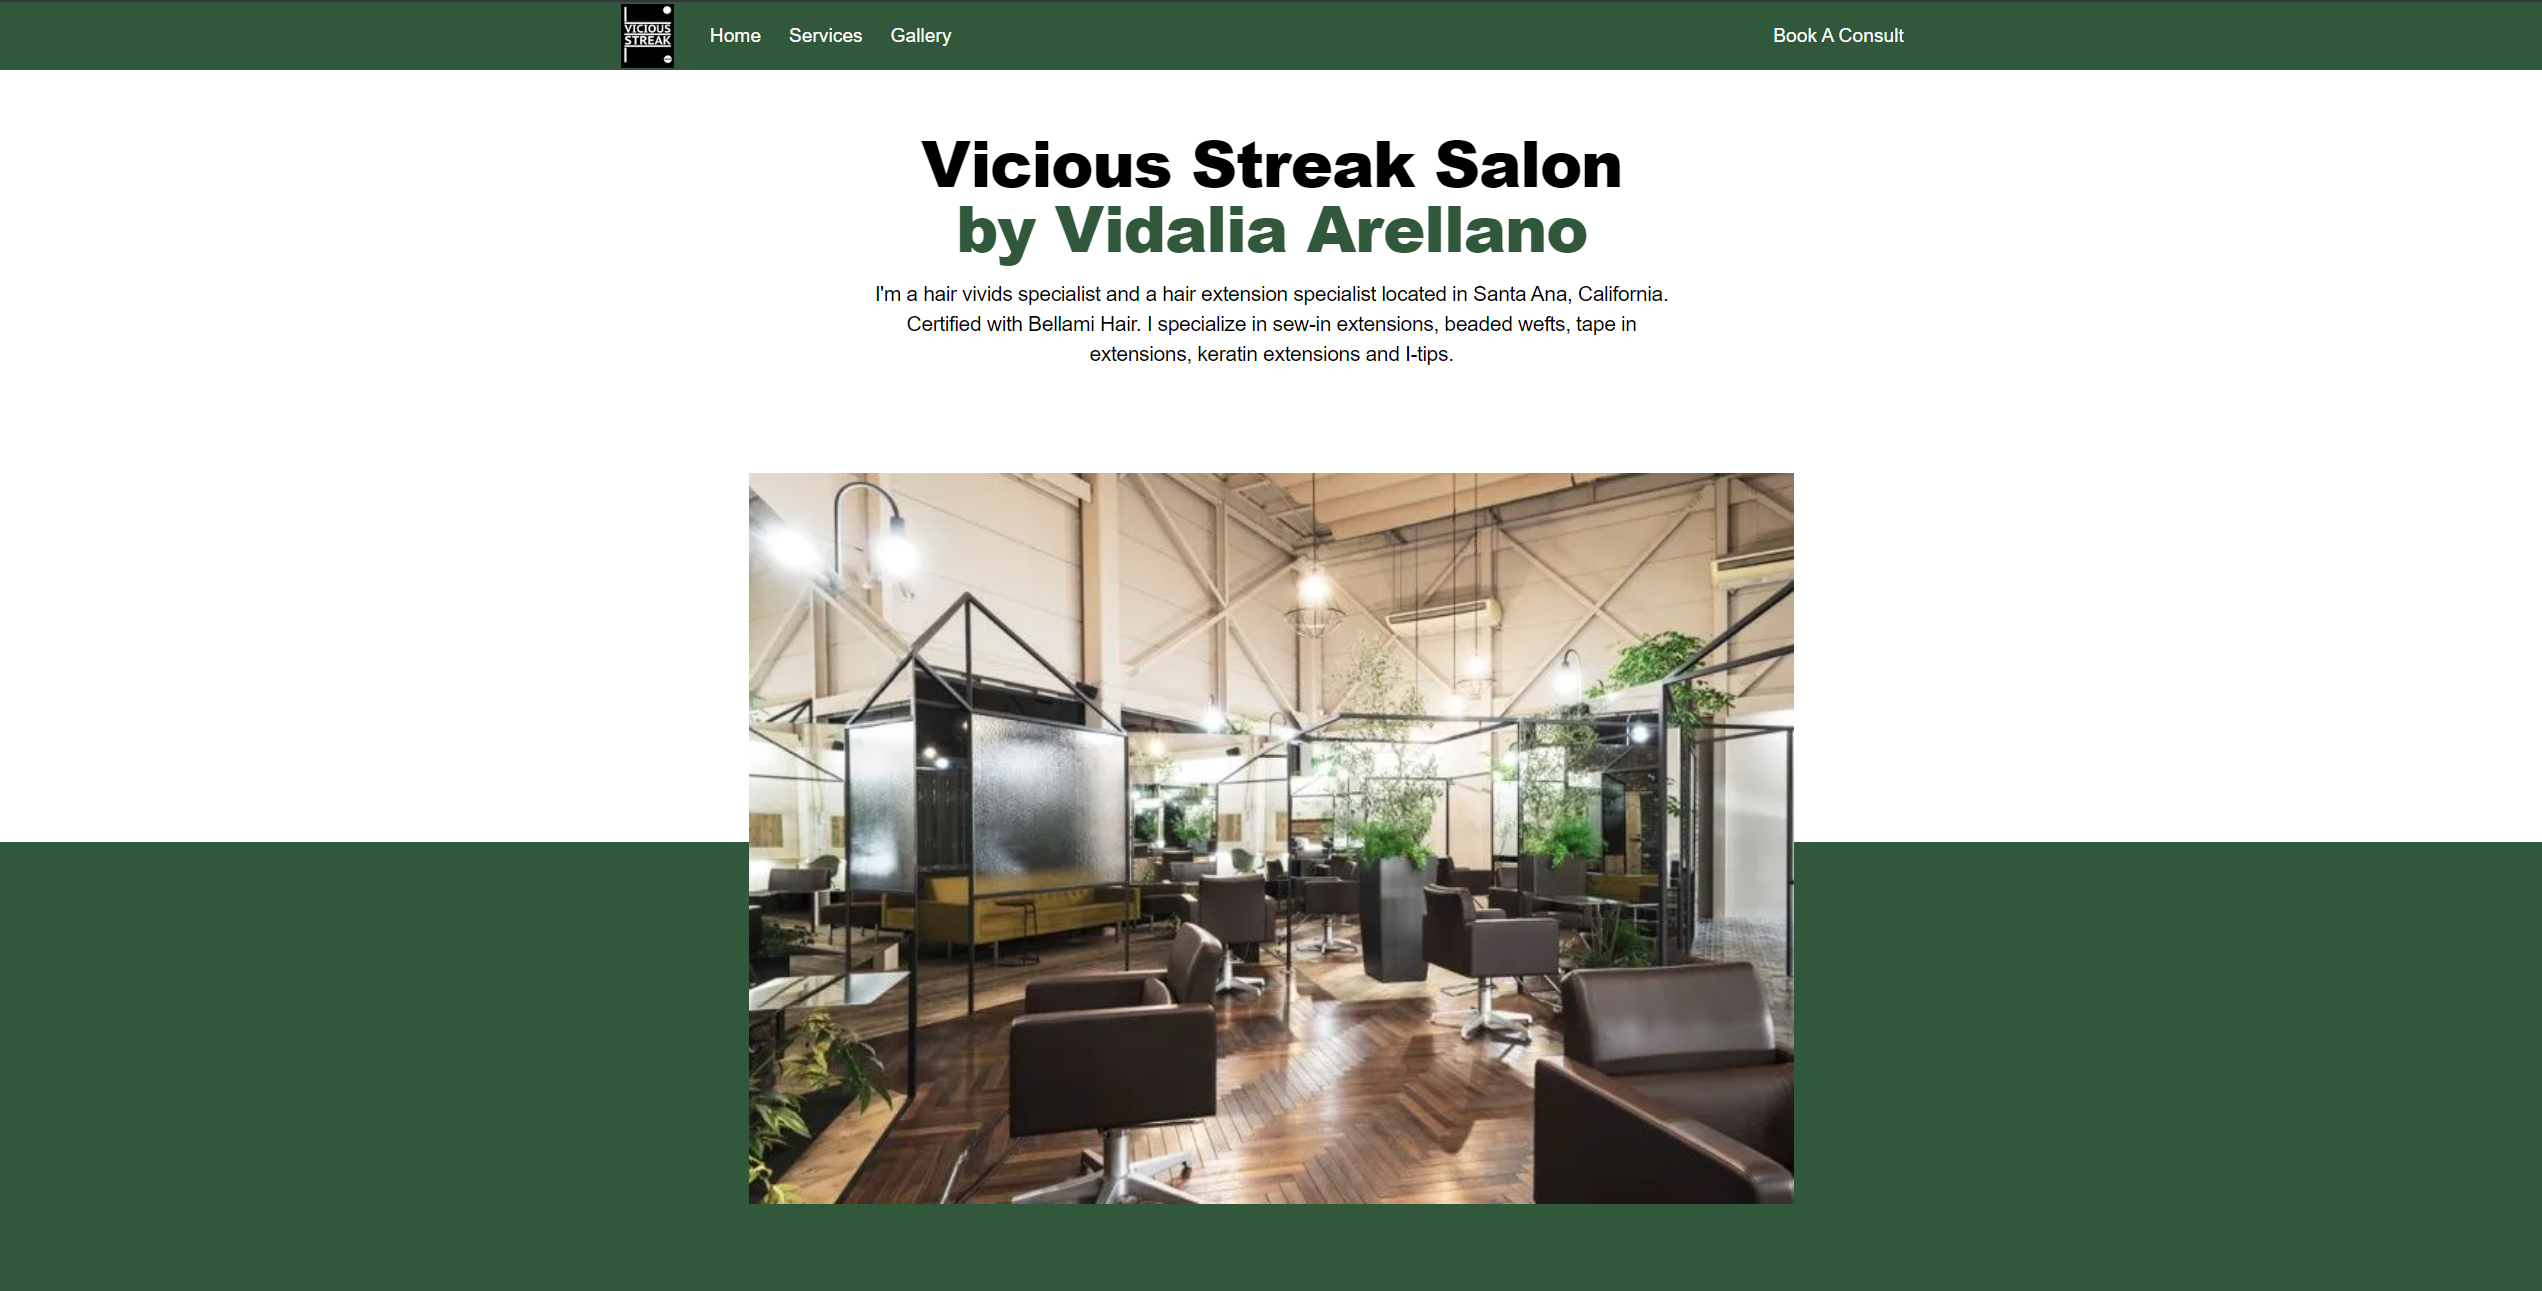 VICIOUS
STREAK
Home
Services
Gallery
Book A Consult
Vicious Streak Salon
by Vidalia Arellano
I'm a hair vivids specialist and a hair extension specialist located in Santa Ana, California.
Certified with Bellami Hair. I specialize in sew-in extensions, beaded wefts, tape in
extensions, keratin extensions and I-tips.